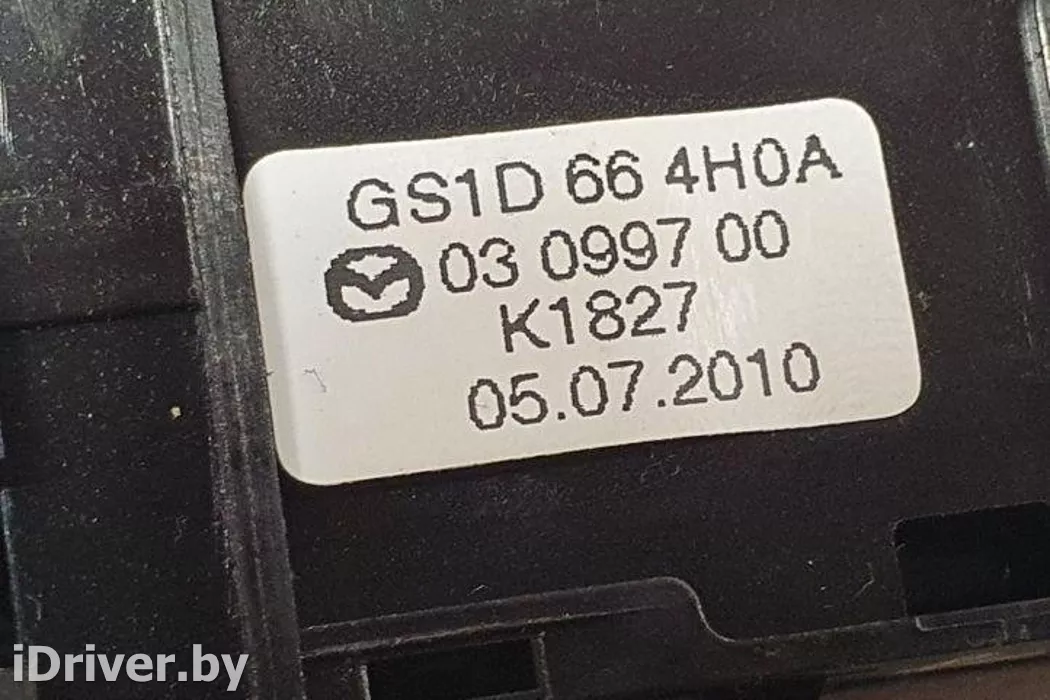 GS1D 66 4H0A
03 0997 00
K1827
05.07.2010
iDriver.by